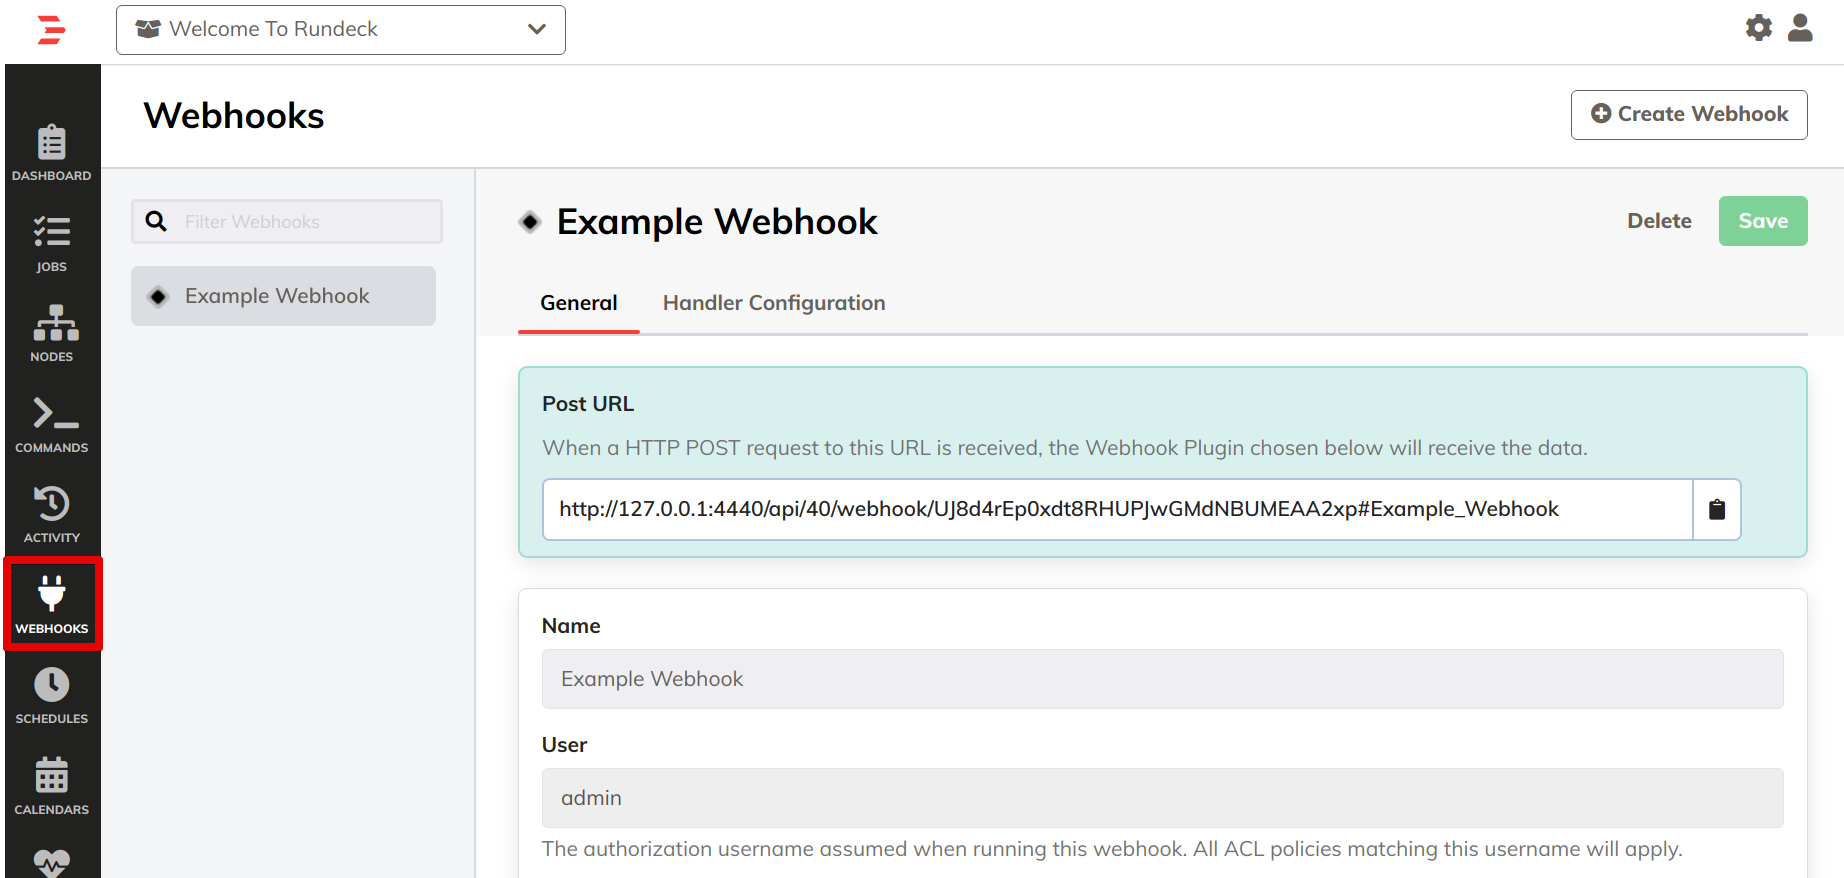 Welcome To Rundeck
Webhooks
Create Webhook
DASHBOARD
JOBS
NODES
COMMANDS
ACTIVITY
WEBHOOKS
SCHEDULES
CALENDARS
Filter Webhooks
Example Webhook
Example Webhook
Delete
Save
General
Handler Configuration
Post URL
When a HTTP POST request to this URL is received, the Webhook Plugin chosen below will receive the data.
http://127.0.0.1:4440/api/40/webhook/UJ8d4rEp0xdt8RHUPJwGMdNBUMEAA2xp#Example_Webhook
Name
Example Webhook
User
admin
The authorization username assumed when running this webhook. All ACL policies matching this username will apply.